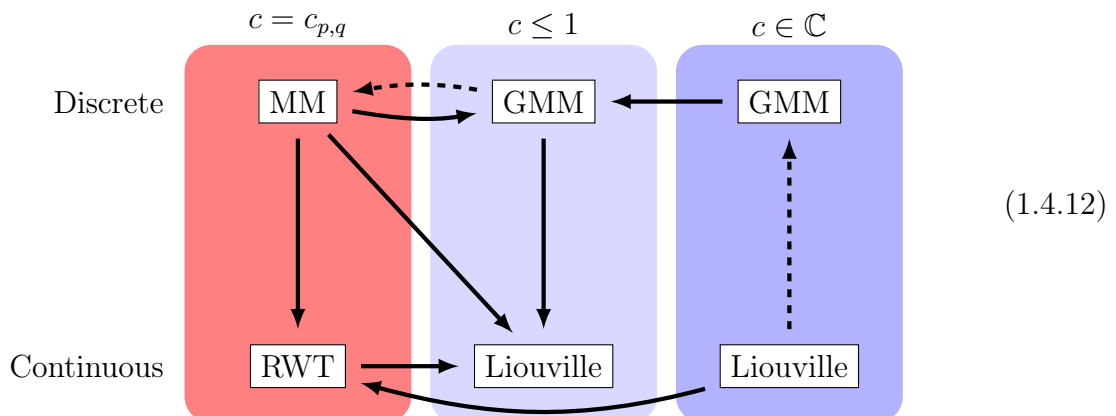 c = c_{p,q} c ≤ 1 c ∈ ℂ
Discrete MM GMM GMM
(1.4.12)
Continuous RWT Liouville Liouville